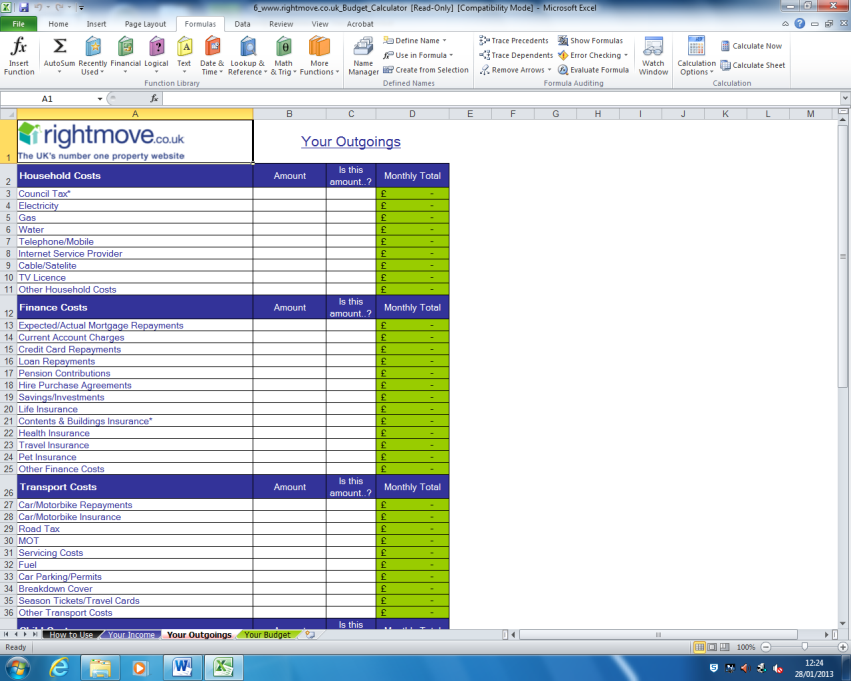 6_www.rightmove.co.uk_Budget_Calculator [Read-Only] [Compatibility Mode] - Microsoft Excel
File Home Insert Page Layout Formulas Data Review View Acrobat
fx Insert Function
Σ AutoSum
Recently Used
Financial
Logical
Text
Date & Time
Lookup & Reference
Math & Trig
More Functions
Function Library
Name Manager
Define Name
Use in Formula
Create from Selection
Defined Names
Trace Precedents
Trace Dependents
Remove Arrows
Show Formulas
Error Checking
Evaluate Formula
Formula Auditing
Watch Window
Calculation Options
Calculate Now
Calculate Sheet
Calculation
A1 fx
A B C D E F G H I J K L M
1 rightmove.co.uk
The UK's number one property website
Your Outgoings
2 Household Costs Amount Is this amount..? Monthly Total
3 Council Tax* £ -
4 Electricity £ -
5 Gas £ -
6 Water £ -
7 Telephone/Mobile £ -
8 Internet Service Provider £ -
9 Cable/Satelite £ -
10 TV Licence £ -
11 Other Household Costs £ -
12 Finance Costs Amount Is this amount..? Monthly Total
13 Expected/Actual Mortgage Repayments £ -
14 Current Account Charges £ -
15 Credit Card Repayments £ -
16 Loan Repayments £ -
17 Pension Contributions £ -
18 Hire Purchase Agreements £ -
19 Savings/Investments £ -
20 Life Insurance £ -
21 Contents & Buildings Insurance* £ -
22 Health Insurance £ -
23 Travel Insurance £ -
24 Pet Insurance £ -
25 Other Finance Costs £ -
26 Transport Costs Amount Is this amount..? Monthly Total
27 Car/Motorbike Repayments £ -
28 Car/Motorbike Insurance £ -
29 Road Tax £ -
30 MOT £ -
31 Servicing Costs £ -
32 Fuel £ -
33 Car Parking/Permits £ -
34 Breakdown Cover £ -
35 Season Tickets/Travel Cards £ -
36 Other Transport Costs £ -
Is this
How to Use Your Income Your Outgoings Your Budget
Ready 100%
12:24
28/01/2013